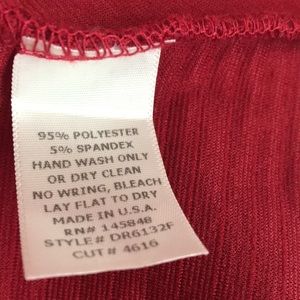 95% POLYESTER
5% SPANDEX
HAND WASH ONLY
OR DRY CLEAN
NO WRING, BLEACH
LAY FLAT TO DRY
MADE IN U.S.A.
RN# 145848
STYLE# DR6132F
CUT# 4616